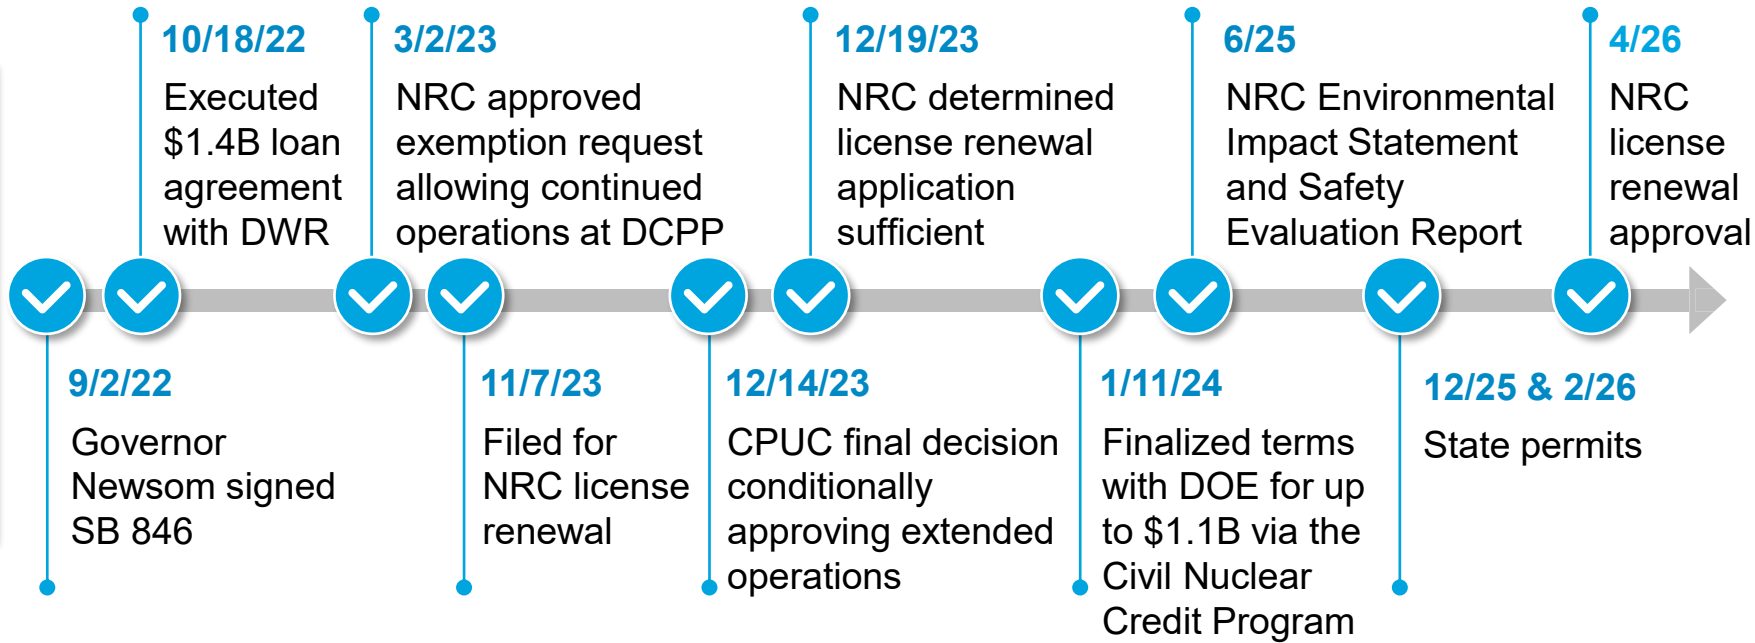 10/18/22
Executed
$1.4B loan
agreement
with DWR
3/2/23
NRC approved
exemption request
allowing continued
operations at DCPP
12/19/23
NRC determined
license renewal
application
sufficient
6/25
NRC Environmental
Impact Statement
and Safety
Evaluation Report
4/26
NRC
license
renewal
approval
9/2/22
Governor
Newsom signed
SB 846
11/7/23
Filed for
NRC license
renewal
12/14/23
CPUC final decision
conditionally
approving extended
operations
1/11/24
Finalized terms
with DOE for up
to $1.1B via the
Civil Nuclear
Credit Program
12/25 & 2/26
State permits